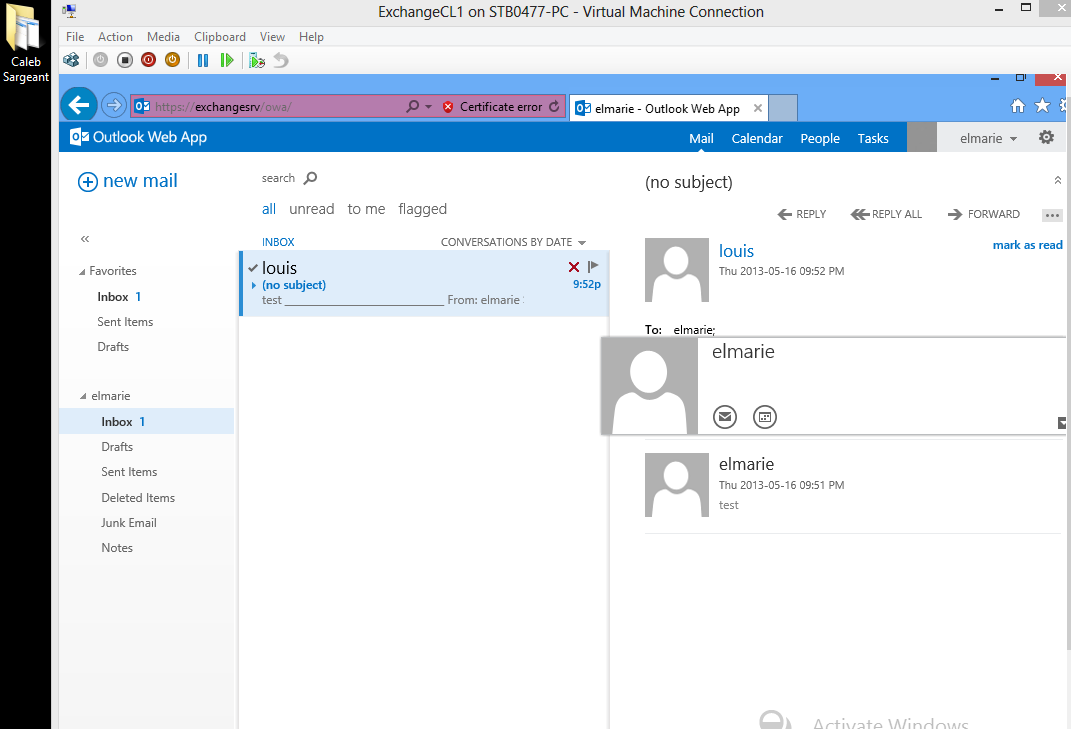 Caleb
Sargeant
ExchangeCL1 on STB0477-PC - Virtual Machine Connection
File Action Media Clipboard View Help
https://exchangesrv/owa/
Certificate error
elmarie - Outlook Web App
Outlook Web App
Mail Calendar People Tasks
elmarie
new mail
Favorites
Inbox 1
Sent Items
Drafts
elmarie
Inbox 1
Drafts
Sent Items
Deleted Items
Junk Email
Notes
search
all unread to me flagged
INBOX CONVERSATIONS BY DATE
louis
(no subject) 9:52p
test ________________________ From: elmarie
(no subject)
REPLY REPLY ALL FORWARD
mark as read
louis
Thu 2013-05-16 09:52 PM
To: elmarie;
elmarie
elmarie
Thu 2013-05-16 09:51 PM
test
Activate Windows